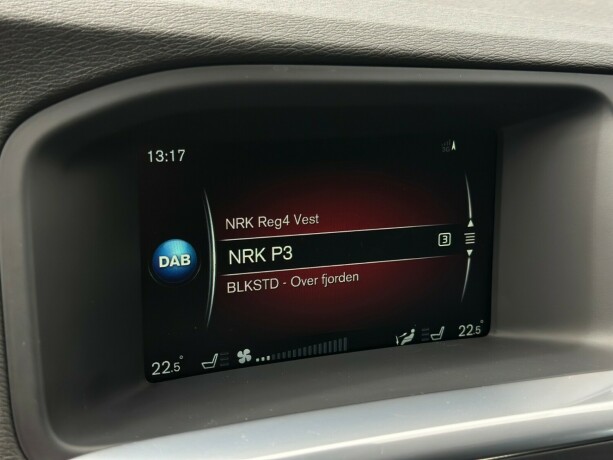 13:17
NRK Reg4 Vest
DAB
NRK P3 3
BLKSTD - Over fjorden
22.5° 22.5°